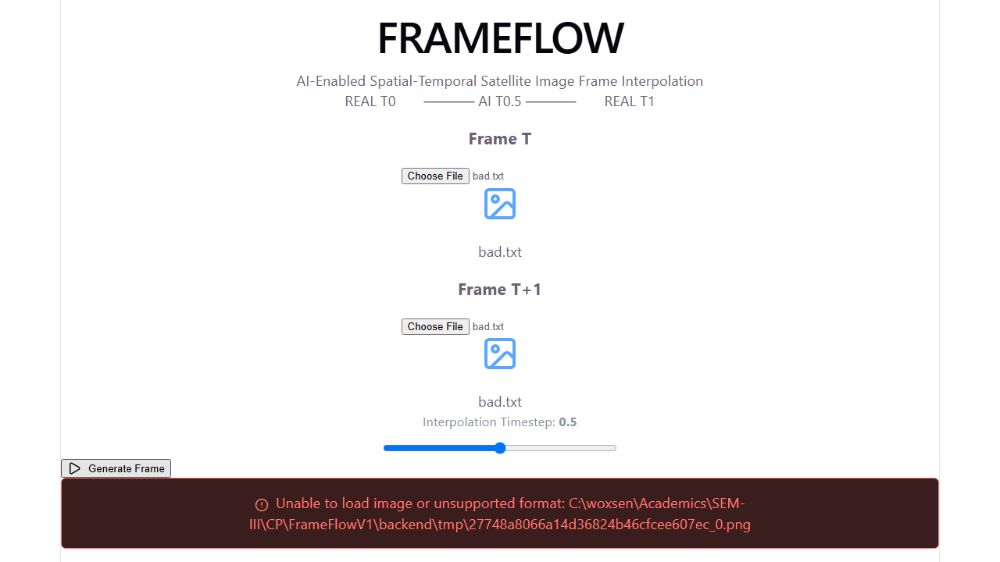 FRAMEFLOW
AI-Enabled Spatial-Temporal Satellite Image Frame Interpolation
REAL T0 ———— AI T0.5 ———— REAL T1
Frame T
Choose File bad.txt
bad.txt
Frame T+1
Choose File bad.txt
bad.txt
Interpolation Timestep: 0.5
Generate Frame
Unable to load image or unsupported format: C:\woxsen\Academics\SEM-
III\CP\FrameFlowV1\backend\tmp\27748a8066a14d36824b46cfcee607ec_0.png